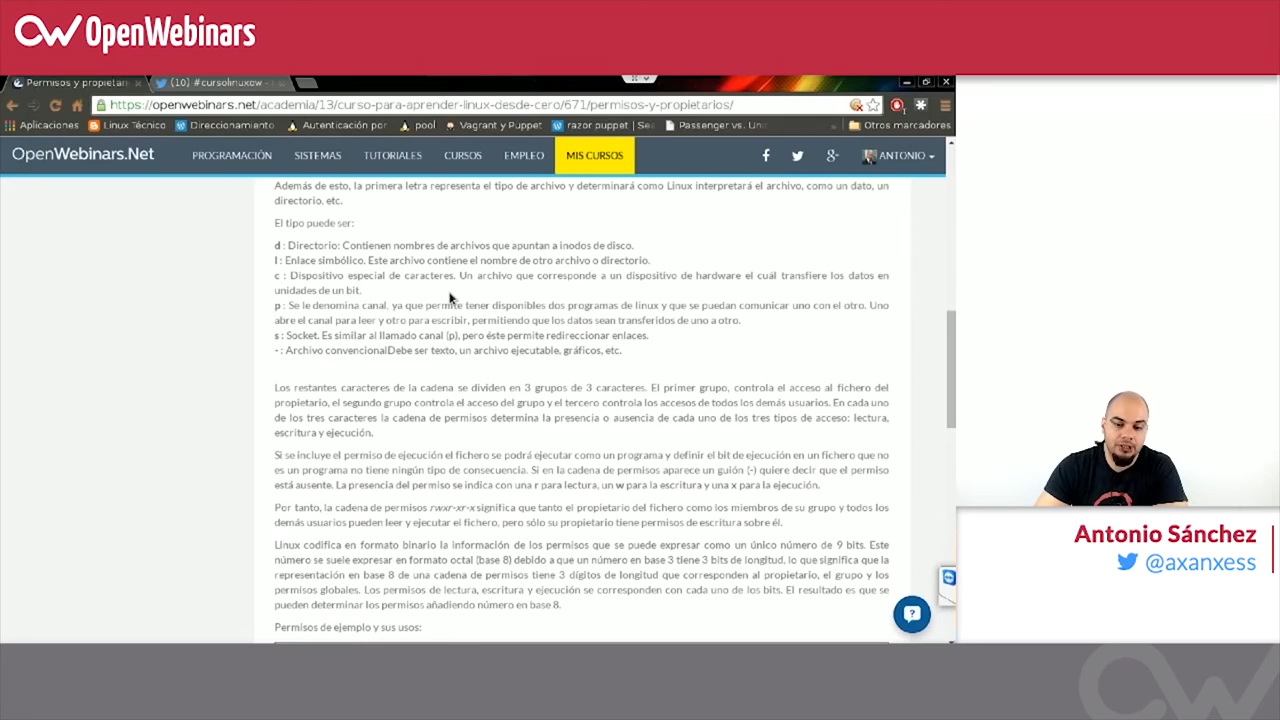 OpenWebinars
Permisos y propietari
(10) #cursolinuxow -
https://openwebinars.net/academia/13/curso-para-aprender-linux-desde-cero/671/permisos-y-propietarios/
Aplicaciones Linux Técnico Direccionamiento Autenticación por pool Vagrant y Puppet razor puppet | Sea Passenger vs. Uni Otros marcadores
OpenWebinars.Net PROGRAMACIÓN SISTEMAS TUTORIALES CURSOS EMPLEO MIS CURSOS ANTONIO
Además de esto, la primera letra representa el tipo de archivo y determinará como Linux interpretará el archivo, como un dato, un
directorio, etc.
El tipo puede ser:
d : Directorio: Contienen nombres de archivos que apuntan a inodos de disco.
l : Enlace simbólico. Este archivo contiene el nombre de otro archivo o directorio.
c : Dispositivo especial de caracteres. Un archivo que corresponde a un dispositivo de hardware el cuál transfiere los datos en
unidades de un bit.
p : Se le denomina canal, ya que permite tener disponibles dos programas de linux y que se puedan comunicar uno con el otro. Uno
abre el canal para leer y otro para escribir, permitiendo que los datos sean transferidos de uno a otro.
s : Socket. Es similar al llamado canal (p), pero éste permite redireccionar enlaces.
- : Archivo convencionalDebe ser texto, un archivo ejecutable, gráficos, etc.
Los restantes caracteres de la cadena se dividen en 3 grupos de 3 caracteres. El primer grupo, controla el acceso al fichero del
propietario, el segundo grupo controla el acceso del grupo y el tercero controla los accesos de todos los demás usuarios. En cada uno
de los tres caracteres la cadena de permisos determina la presencia o ausencia de cada uno de los tres tipos de acceso: lectura,
escritura y ejecución.
Si se incluye el permiso de ejecución el fichero se podrá ejecutar como un programa y definir el bit de ejecución en un fichero que no
es un programa no tiene ningún tipo de consecuencia. Si en la cadena de permisos aparece un guión (-) quiere decir que el permiso
está ausente. La presencia del permiso se indica con una r para lectura, un w para la escritura y una x para la ejecución.
Por tanto, la cadena de permisos rwxr-xr-x significa que tanto el propietario del fichero como los miembros de su grupo y todos los
demás usuarios pueden leer y ejecutar el fichero, pero sólo su propietario tiene permisos de escritura sobre él.
Linux codifica en formato binario la información de los permisos que se puede expresar como un único número de 9 bits. Este
número se suele expresar en formato octal (base 8) debido a que un número en base 3 tiene 3 bits de longitud, lo que significa que la
representación en base 8 de una cadena de permisos tiene 3 dígitos de longitud que corresponden al propietario, el grupo y los
permisos globales. Los permisos de lectura, escritura y ejecución se corresponden con cada uno de los bits. El resultado es que se
pueden determinar los permisos añadiendo número en base 8.
Permisos de ejemplo y sus usos:
Antonio Sánchez
@axanxess